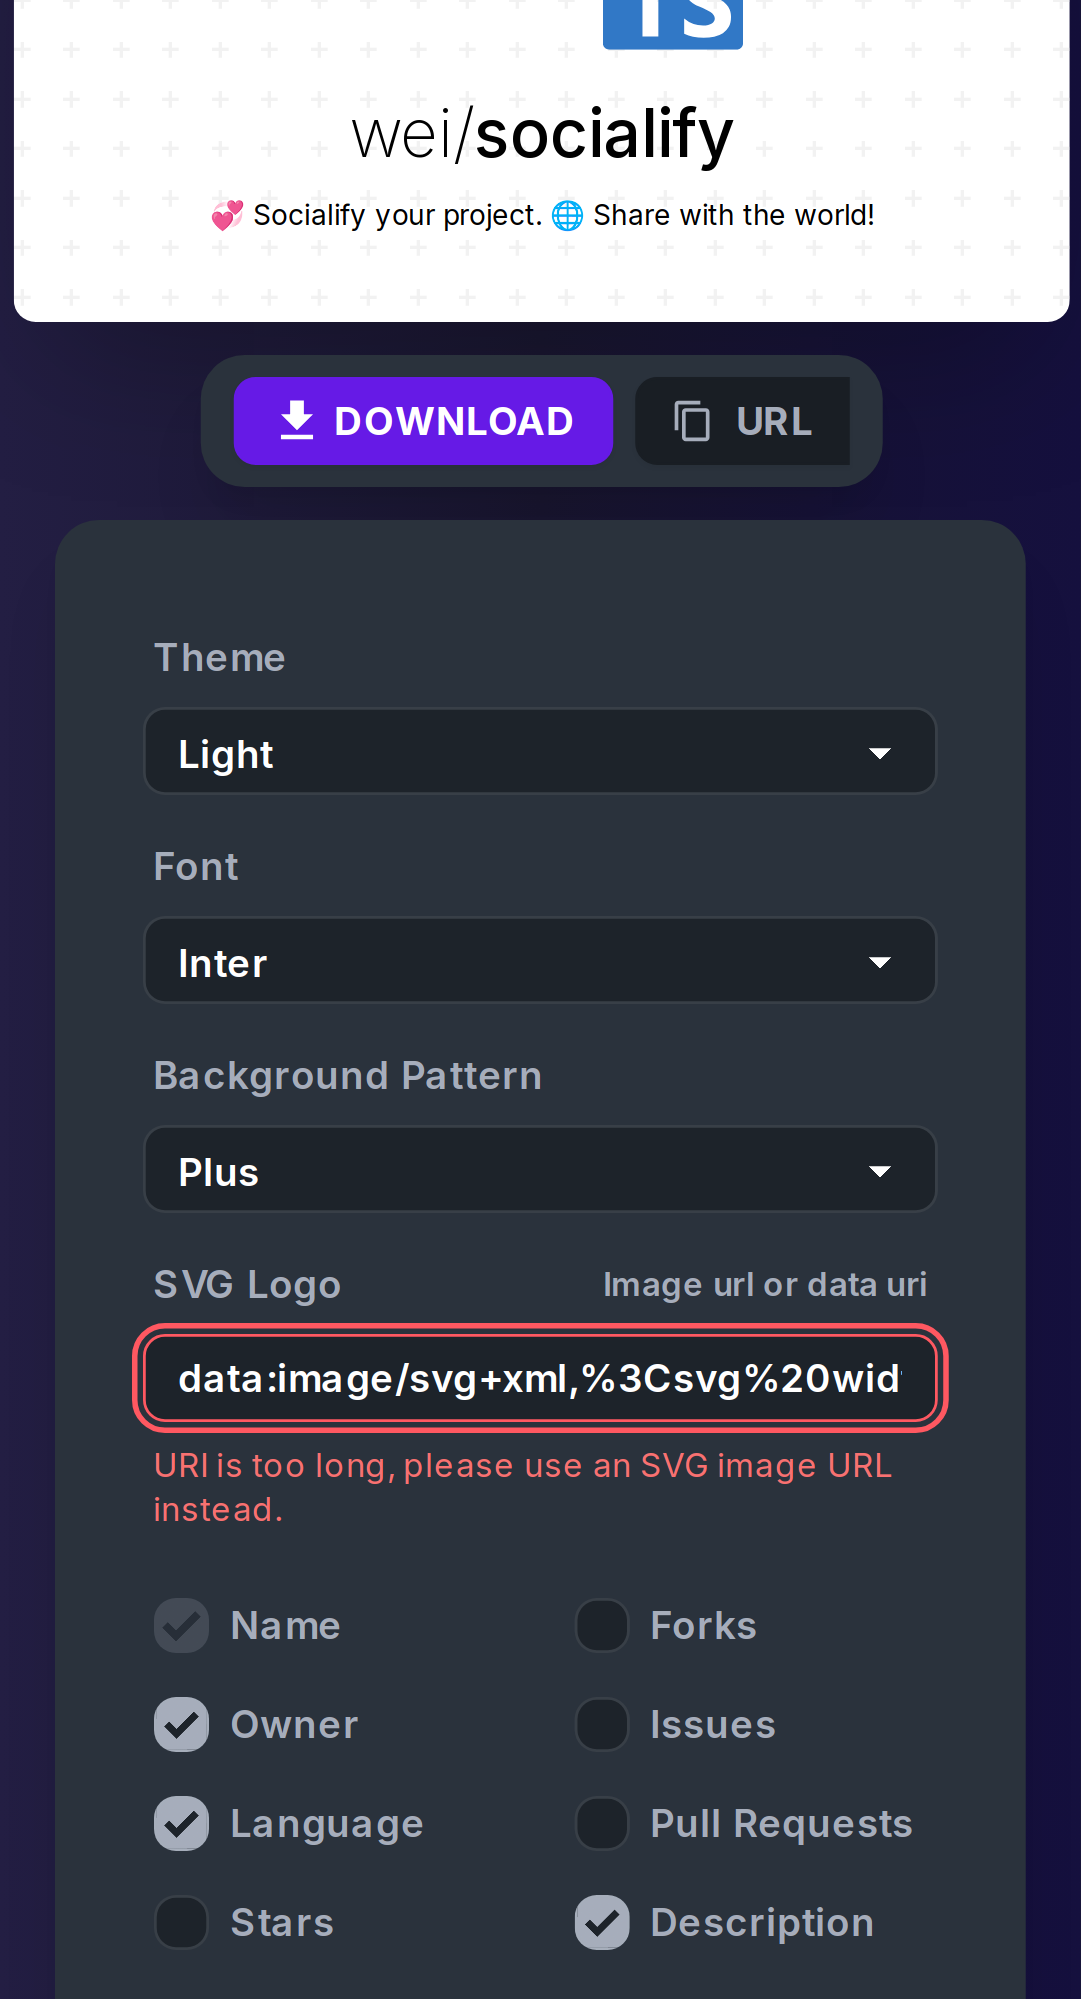 TS
wei/socialify
💞 Socialify your project. 🌐 Share with the world!
DOWNLOAD
URL
Theme
Light
Font
Inter
Background Pattern
Plus
SVG Logo
Image url or data uri
data:image/svg+xml,%3Csvg%20wid
URI is too long, please use an SVG image URL
instead.
Name
Forks
Owner
Issues
Language
Pull Requests
Stars
Description